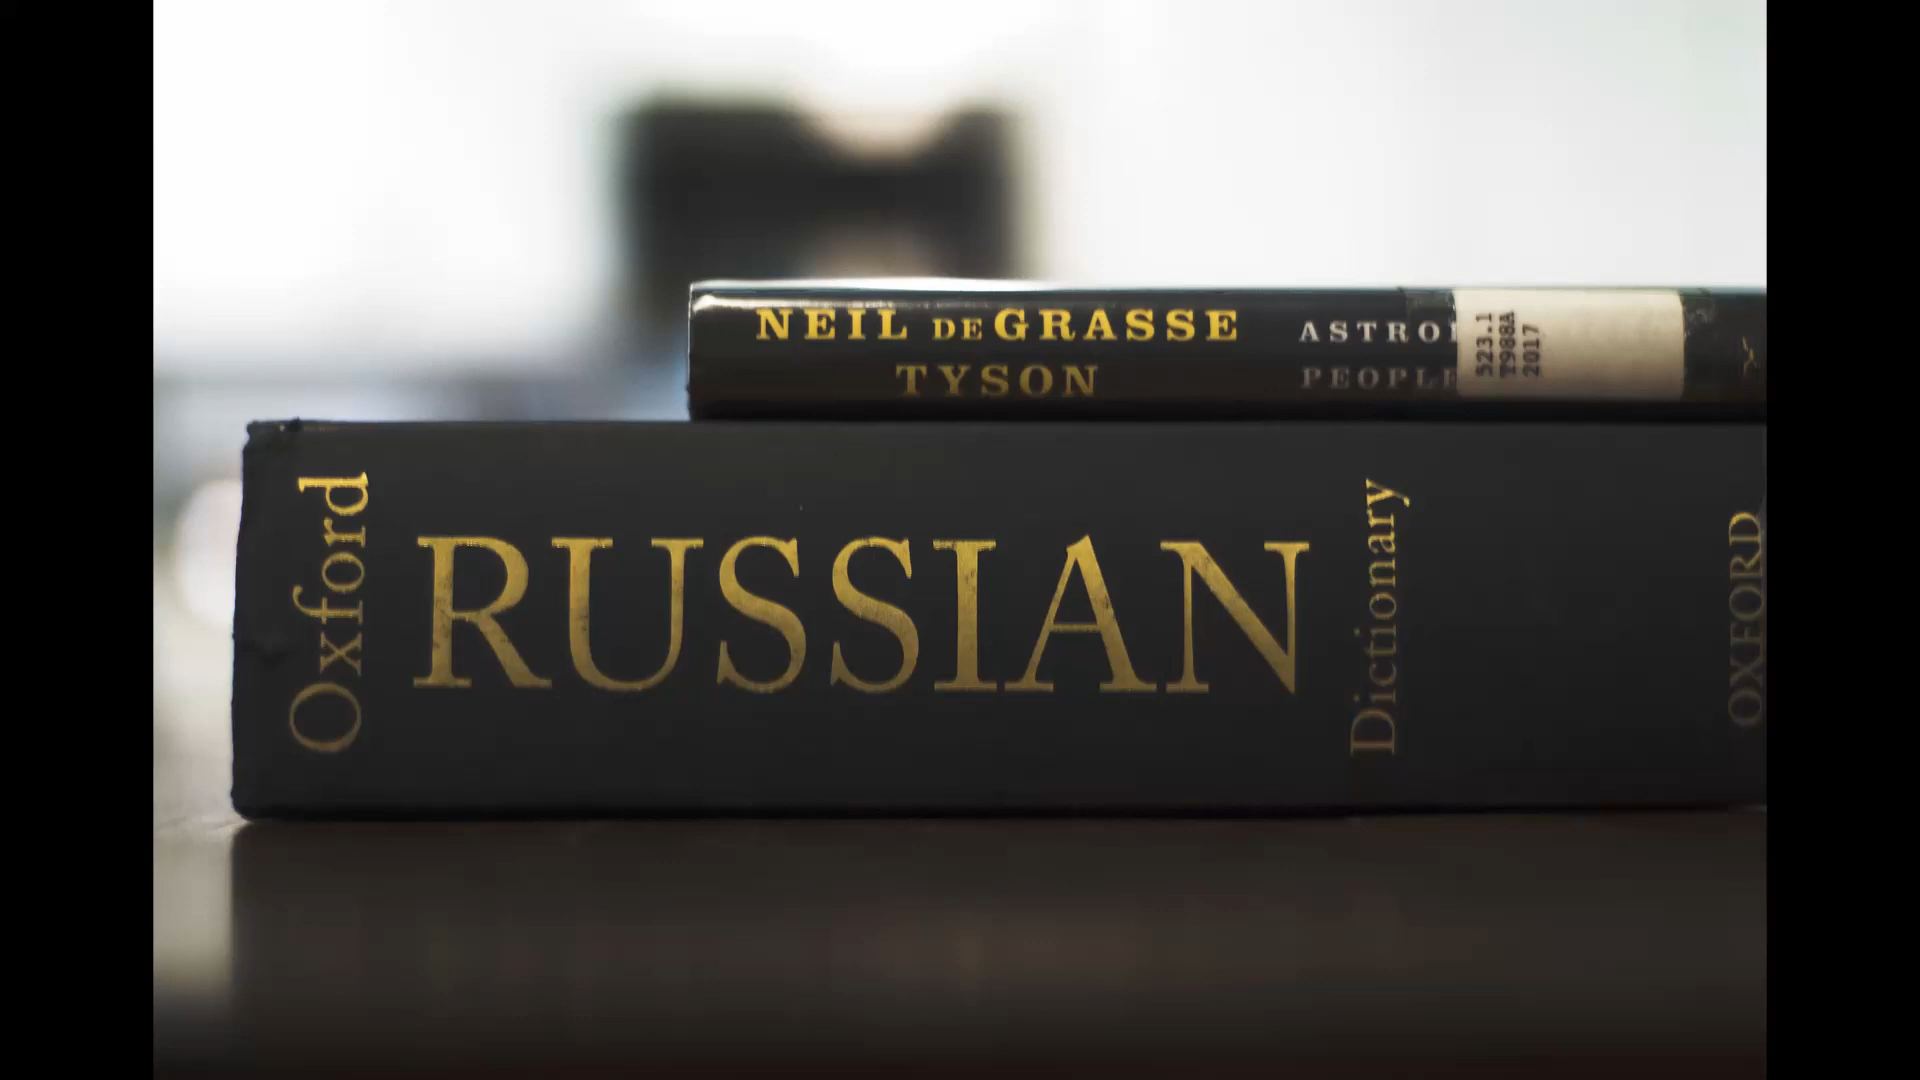 NEIL DEGRASSE
TYSON
ASTRO
PEOPLE
523.1
T988A
2017
Oxford
RUSSIAN
Dictionary
OXFORD